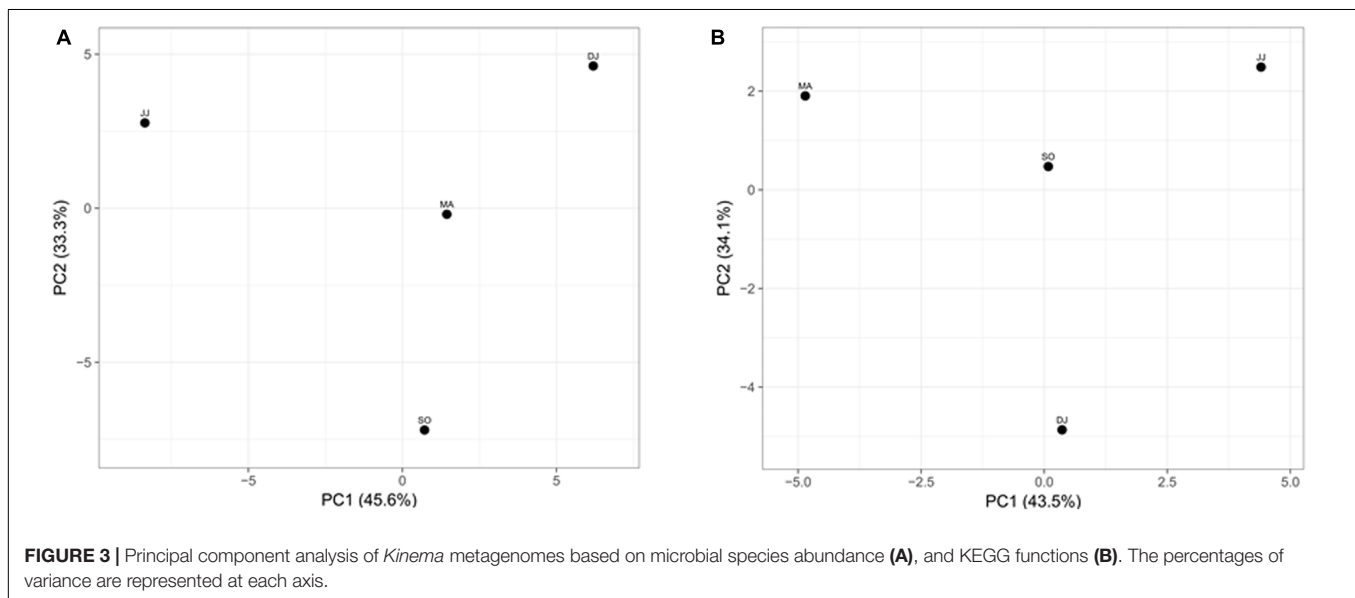 A
5
0
−5
PC2 (33.3%)
DJ
JJ
MA
SO
−5
0
5
PC1 (45.6%)
B
2
0
−2
−4
PC2 (34.1%)
JJ
MA
SO
DJ
−5.0
−2.5
0.0
2.5
5.0
PC1 (43.5%)
FIGURE 3 | Principal component analysis of Kinema metagenomes based on microbial species abundance (A), and KEGG functions (B). The percentages of
variance are represented at each axis.